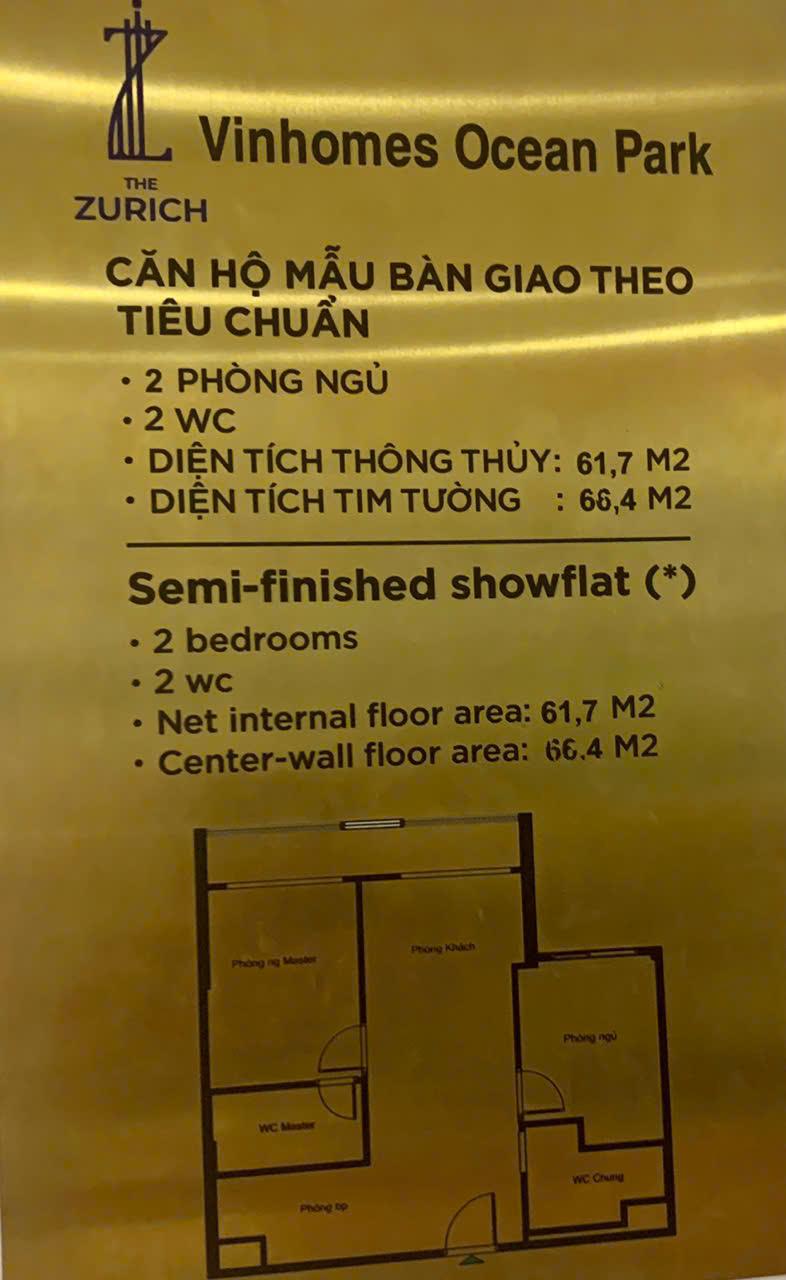 THE
ZURICH
Vinhomes Ocean Park
CĂN HỘ MẪU BÀN GIAO THEO
TIÊU CHUẨN
• 2 PHÒNG NGỦ
• 2 WC
• DIỆN TÍCH THÔNG THỦY: 61,7 M2
• DIỆN TÍCH TIM TƯỜNG : 66,4 M2
Semi-finished showflat (*)
• 2 bedrooms
• 2 wc
• Net internal floor area: 61,7 M2
• Center-wall floor area: 66.4 M2
Phòng ng Master
Phòng Khách
Phòng ngủ
WC Master
WC Chung
Phòng bp